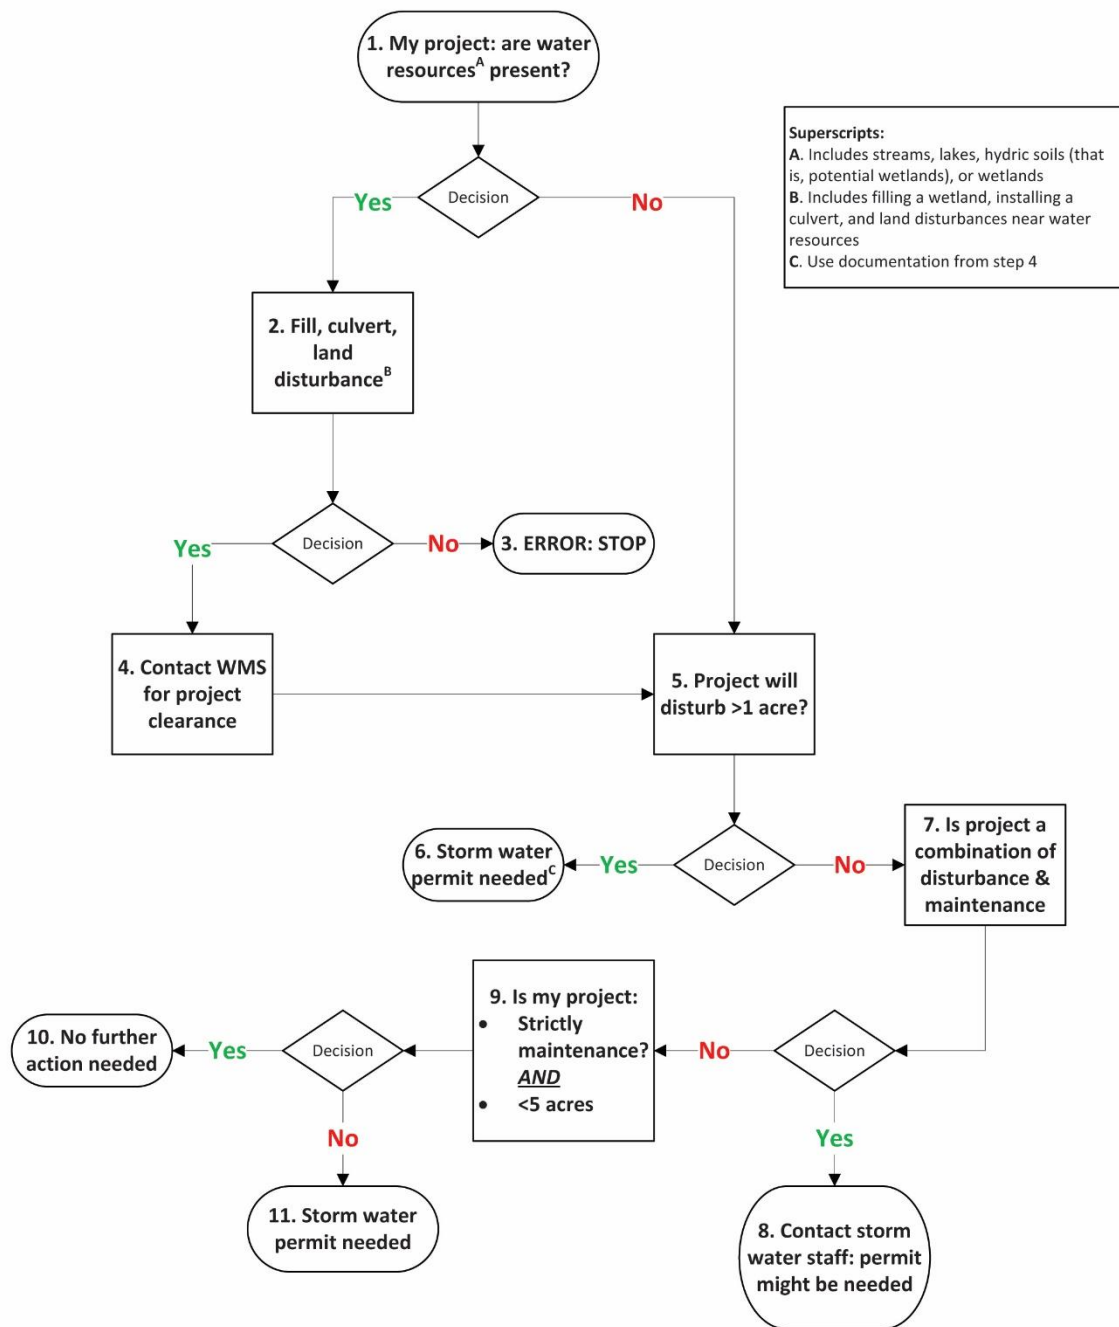 1. My project: are water
resourcesA present?
Superscripts:
A. Includes streams, lakes, hydric soils (that
is, potential wetlands), or wetlands
B. Includes filling a wetland, installing a
culvert, and land disturbances near water
resources
C. Use documentation from step 4
Decision
Yes
No
2. Fill, culvert,
land
disturbanceB
Decision
Yes
No
3. ERROR: STOP
4. Contact WMS
for project
clearance
5. Project will
disturb >1 acre?
6. Storm water
permit neededC
Yes
Decision
No
7. Is project a
combination of
disturbance &
maintenance
9. Is my project:
• Strictly
maintenance?
AND
• <5 acres
10. No further
action needed
Yes
Decision
No
Decision
No
Yes
11. Storm water
permit needed
8. Contact storm
water staff: permit
might be needed